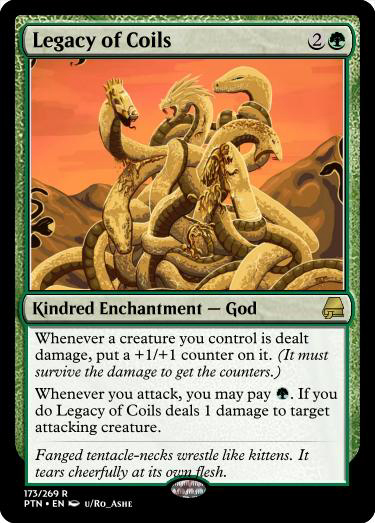 Legacy of Coils 2
Kindred Enchantment — God
Whenever a creature you control is dealt
damage, put a +1/+1 counter on it. (It must
survive the damage to get the counters.)
Whenever you attack, you may pay . If you
do Legacy of Coils deals 1 damage to target
attacking creature.
Fanged tentacle-necks wrestle like kittens. It
tears cheerfully at its own flesh.
173/269 R
PTN • EN u/Ro_Ashe